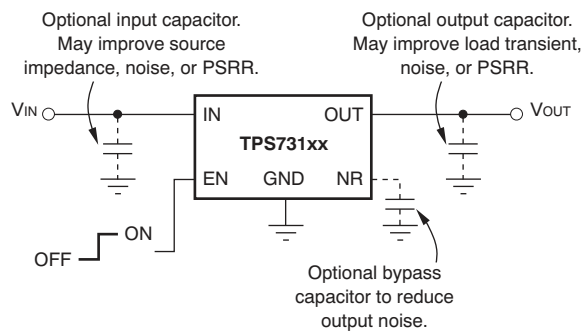 Optional input capacitor.
May improve source
impedance, noise, or PSRR.
Optional output capacitor.
May improve load transient,
noise, or PSRR.
VIN
IN
OUT
VOUT
TPS731xx
EN
GND
NR
ON
OFF
Optional bypass
capacitor to reduce
output noise.